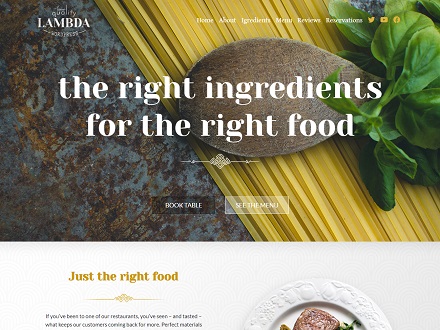 quality
LAMBDA
Home About Igredients Menu Reviews Reservations
the right ingredients
for the right food
BOOK TABLE SEE THE MENU
Just the right food
If you've been to one of our restaurants, you've seen – and tasted –
what keeps our customers coming back for more. Perfect materials